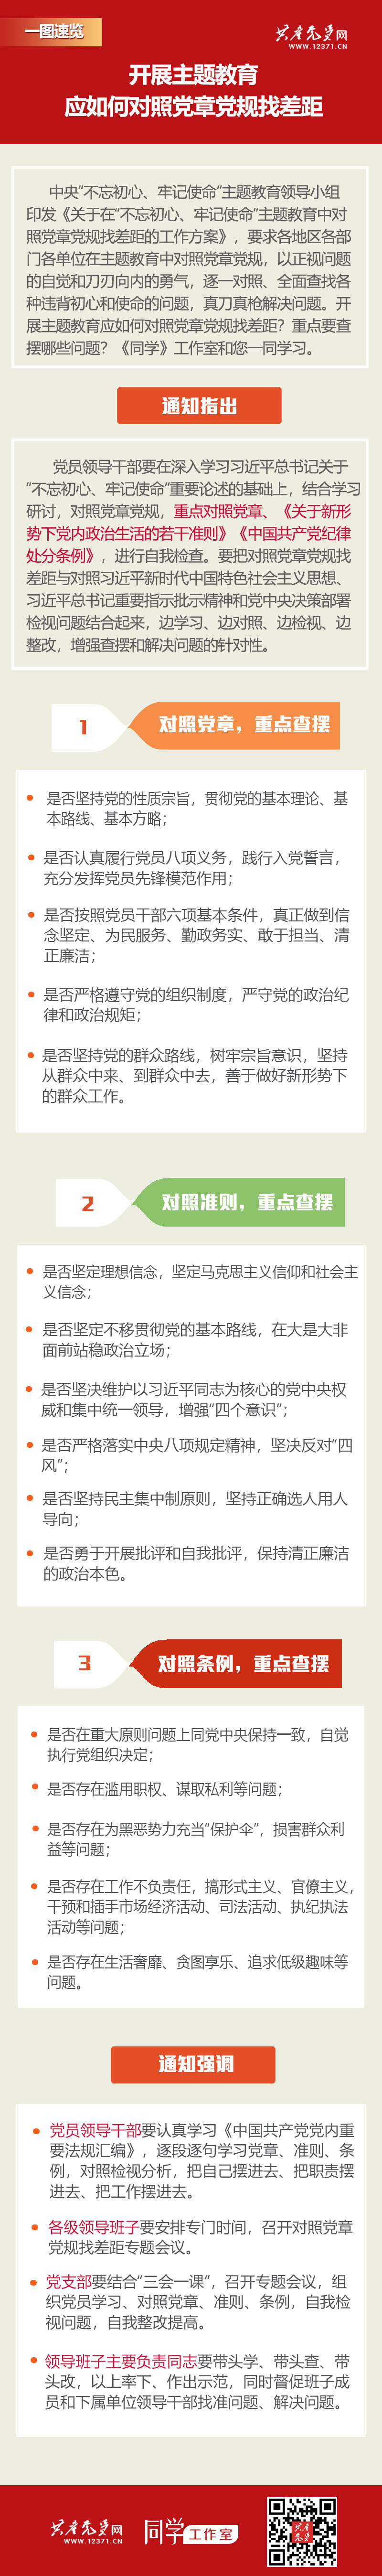 一图速览
共产党员网
WWW.12371.CN
开展主题教育
应如何对照党章党规找差距
中央“不忘初心、牢记使命”主题教育领导小组
印发《关于在“不忘初心、牢记使命”主题教育中对
照党章党规找差距的工作方案》，要求各地区各部
门各单位在主题教育中对照党章党规，以正视问题
的自觉和刀刃向内的勇气，逐一对照、全面查找各
种违背初心和使命的问题，真刀真枪解决问题。开
展主题教育应如何对照党章党规找差距？重点要查
摆哪些问题？《同学》工作室和您一同学习。
通知指出
党员领导干部要在深入学习习近平总书记关于
“不忘初心、牢记使命”重要论述的基础上，结合学习
研讨，对照党章党规，重点对照党章、《关于新形
势下党内政治生活的若干准则》《中国共产党纪律
处分条例》，进行自我检查。要把对照党章党规找
差距与对照习近平新时代中国特色社会主义思想、
习近平总书记重要指示批示精神和党中央决策部署
检视问题结合起来，边学习、边对照、边检视、边
整改，增强查摆和解决问题的针对性。
1 对照党章，重点查摆
是否坚持党的性质宗旨，贯彻党的基本理论、基
本路线、基本方略；
是否认真履行党员八项义务，践行入党誓言，
充分发挥党员先锋模范作用；
是否按照党员干部六项基本条件，真正做到信
念坚定、为民服务、勤政务实、敢于担当、清
正廉洁；
是否严格遵守党的组织制度，严守党的政治纪
律和政治规矩；
是否坚持党的群众路线，树牢宗旨意识，坚持
从群众中来、到群众中去，善于做好新形势下
的群众工作。
2 对照准则，重点查摆
是否坚定理想信念，坚定马克思主义信仰和社会主
义信念；
是否坚定不移贯彻党的基本路线，在大是大非
面前站稳政治立场；
是否坚决维护以习近平同志为核心的党中央权
威和集中统一领导，增强“四个意识”；
是否严格落实中央八项规定精神，坚决反对“四
风”；
是否坚持民主集中制原则，坚持正确选人用人
导向；
是否勇于开展批评和自我批评，保持清正廉洁
的政治本色。
3 对照条例，重点查摆
是否在重大原则问题上同党中央保持一致，自觉
执行党组织决定；
是否存在滥用职权、谋取私利等问题；
是否存在为黑恶势力充当“保护伞”，损害群众利
益等问题；
是否存在工作不负责任，搞形式主义、官僚主义，
干预和插手市场经济活动、司法活动、执纪执法
活动等问题；
是否存在生活奢靡、贪图享乐、追求低级趣味等
问题。
通知强调
党员领导干部要认真学习《中国共产党党内重
要法规汇编》，逐段逐句学习党章、准则、条
例，对照检视分析，把自己摆进去、把职责摆
进去、把工作摆进去。
各级领导班子要安排专门时间，召开对照党章
党规找差距专题会议。
党支部要结合“三会一课”，召开专题会议，组
织党员学习、对照党章、准则、条例，自我检
视问题，自我整改提高。
领导班子主要负责同志要带头学、带头查、带
头改，以上率下、作出示范，同时督促班子成
员和下属单位领导干部找准问题、解决问题。
共产党员网
WWW.12371.CN
同学工作室
共产党员